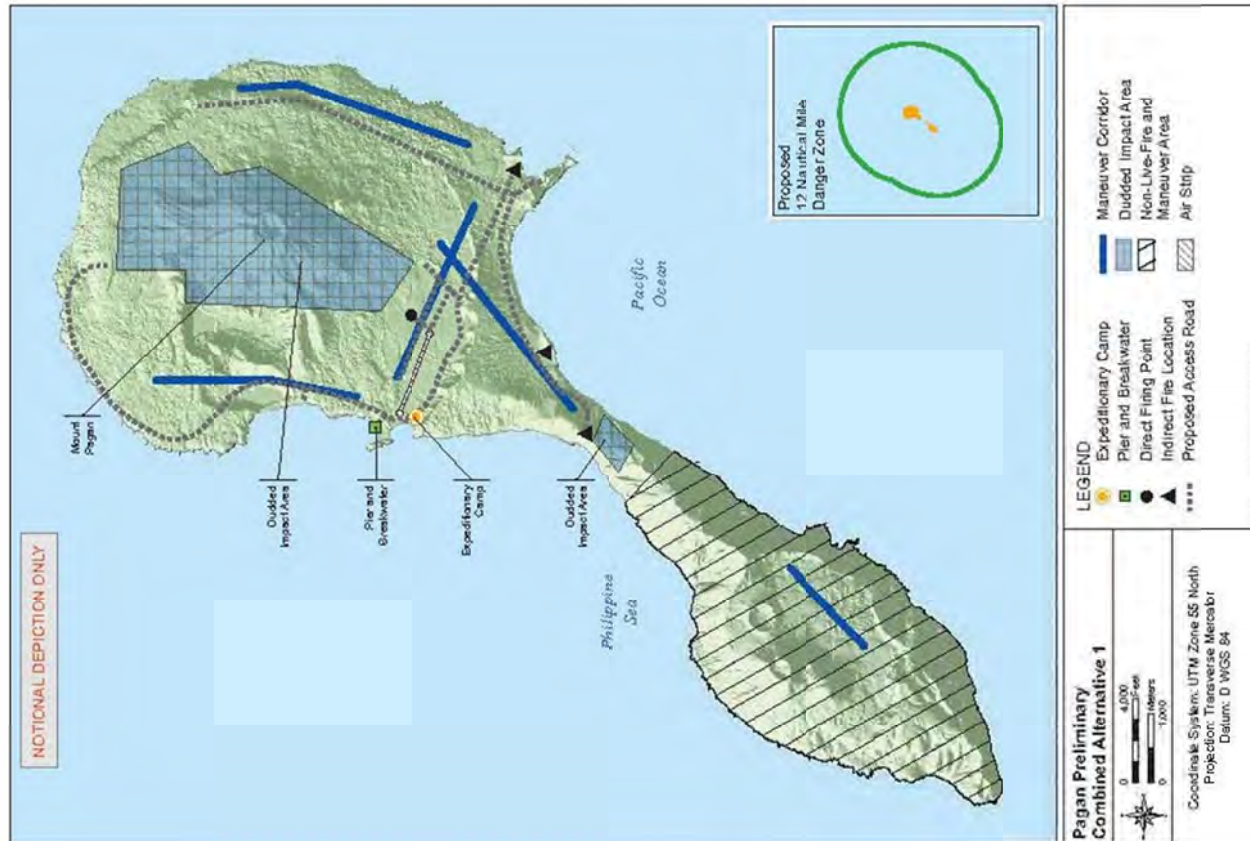 NOTIONAL DEPICTION ONLY
Mount
Pagan
Dudded
Impact Area
Pier and
Breakwater
Expeditionary
Camp
Dudded
Impact Area
Philippine
Sea
Pacific
Ocean
Proposed
12 Nautical Mile
Danger Zone
Pagan Preliminary
Combined Alternative 1
0
4,000
Feet
Meters
0
1,000
Coordinate System: UTM Zone 55 North
Projection: Transverse Mercator
Datum: D WGS 84
LEGEND
Expeditionary Camp
Pier and Breakwater
Direct Firing Point
Indirect Fire Location
Proposed Access Road
Maneuver Corridor
Dudded Impact Area
Non-Live-Fire and
Maneuver Area
Air Strip